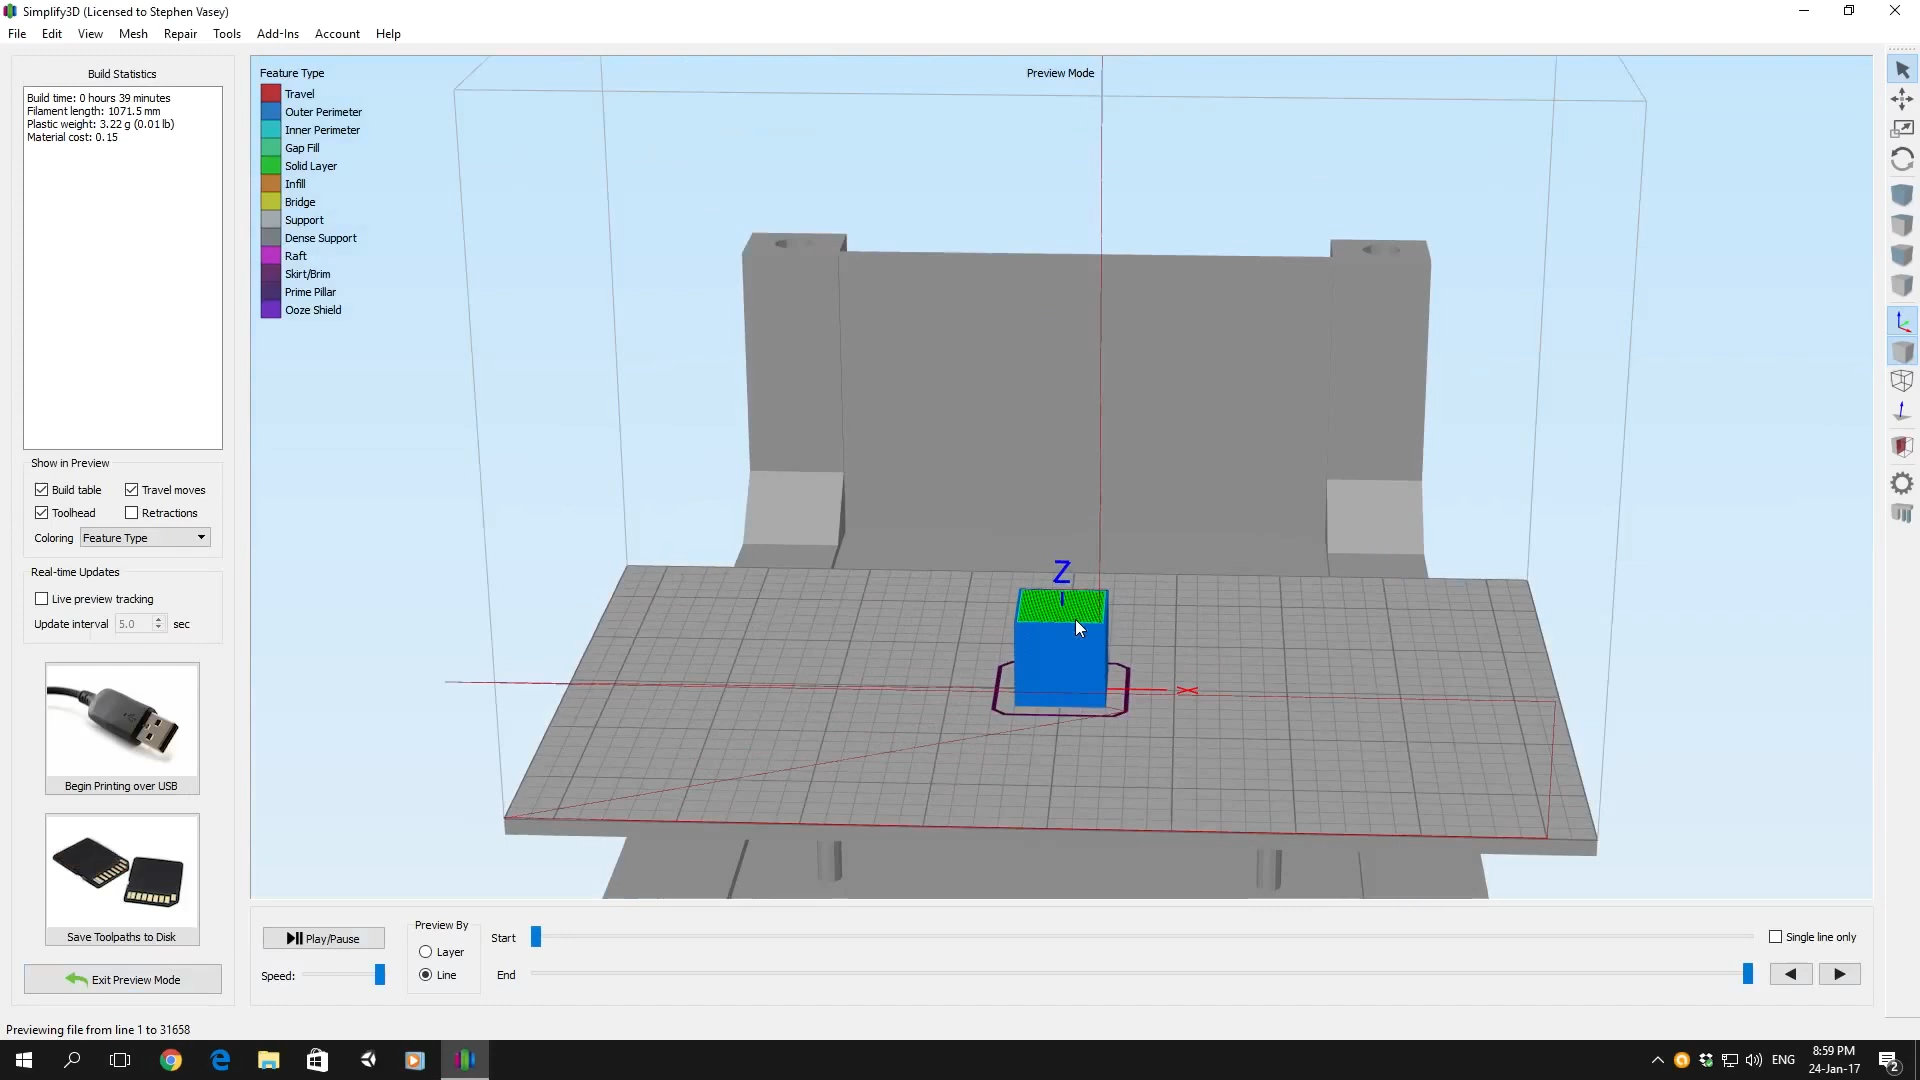 Simplify3D (Licensed to Stephen Vasey)
File Edit View Mesh Repair Tools Add-Ins Account Help
Build Statistics
Build time: 0 hours 39 minutes
Filament length: 1071.5 mm
Plastic weight: 3.22 g (0.01 lb)
Material cost: 0.15
Show in Preview
Build table Travel moves
Toolhead Retractions
Coloring Feature Type
Real-time Updates
Live preview tracking
Update interval 5.0 sec
Begin Printing over USB
Save Toolpaths to Disk
Exit Preview Mode
Feature Type
Travel
Outer Perimeter
Inner Perimeter
Gap Fill
Solid Layer
Infill
Bridge
Support
Dense Support
Raft
Skirt/Brim
Prime Pillar
Ooze Shield
Preview Mode
Z
X
Play/Pause
Speed:
Preview By
Layer
Line
Start
End
Single line only
Previewing file from line 1 to 31658
ENG
8:59 PM
24-Jan-17
2